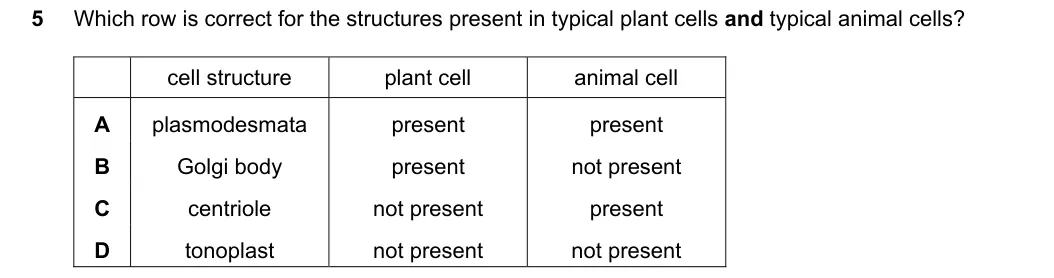 5 Which row is correct for the structures present in typical plant cells and typical animal cells?
cell structure plant cell animal cell
A plasmodesmata present present
B Golgi body present not present
C centriole not present present
D tonoplast not present not present